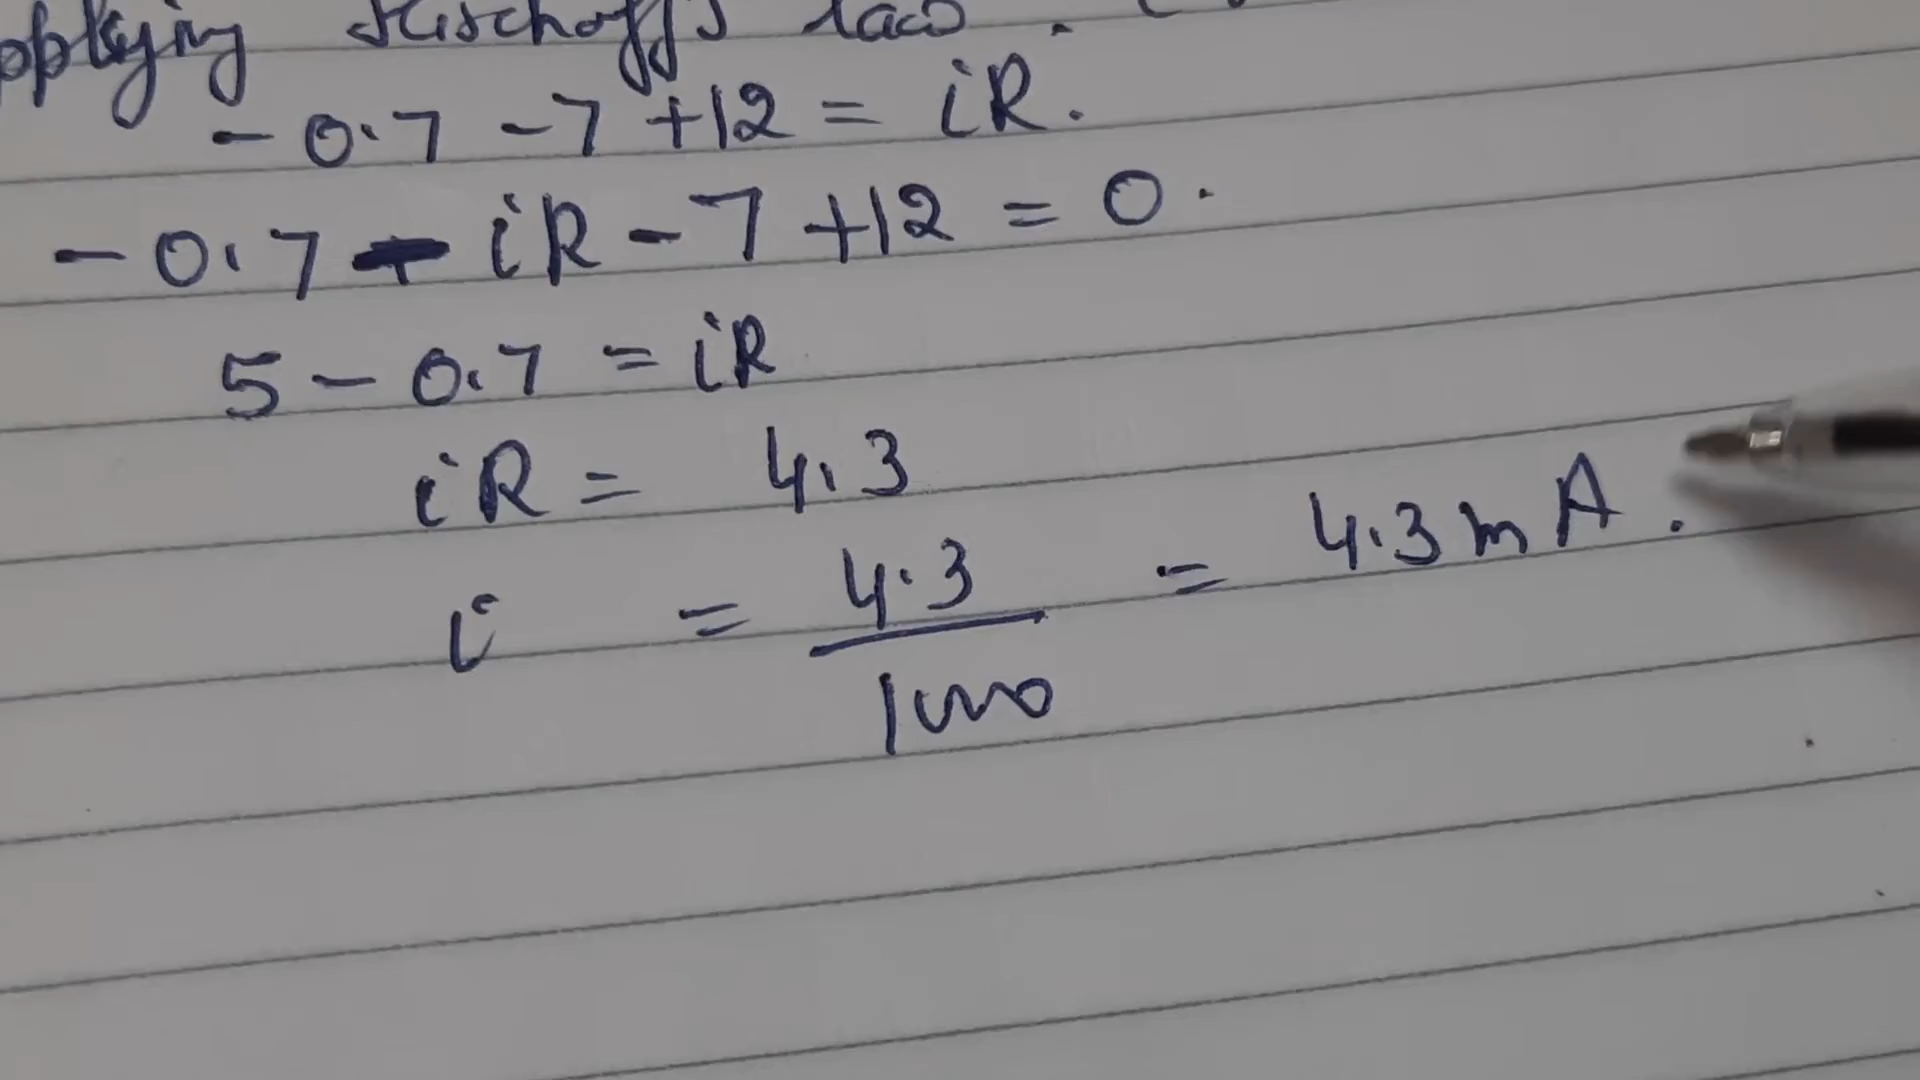 applying Kirchoff's law.
- 0.7 - 7 + 12 = iR.
- 0.7 - iR - 7 + 12 = 0.
5 - 0.7 = iR
iR = 4.3
i = 4.3 / 1000 = 4.3 mA.